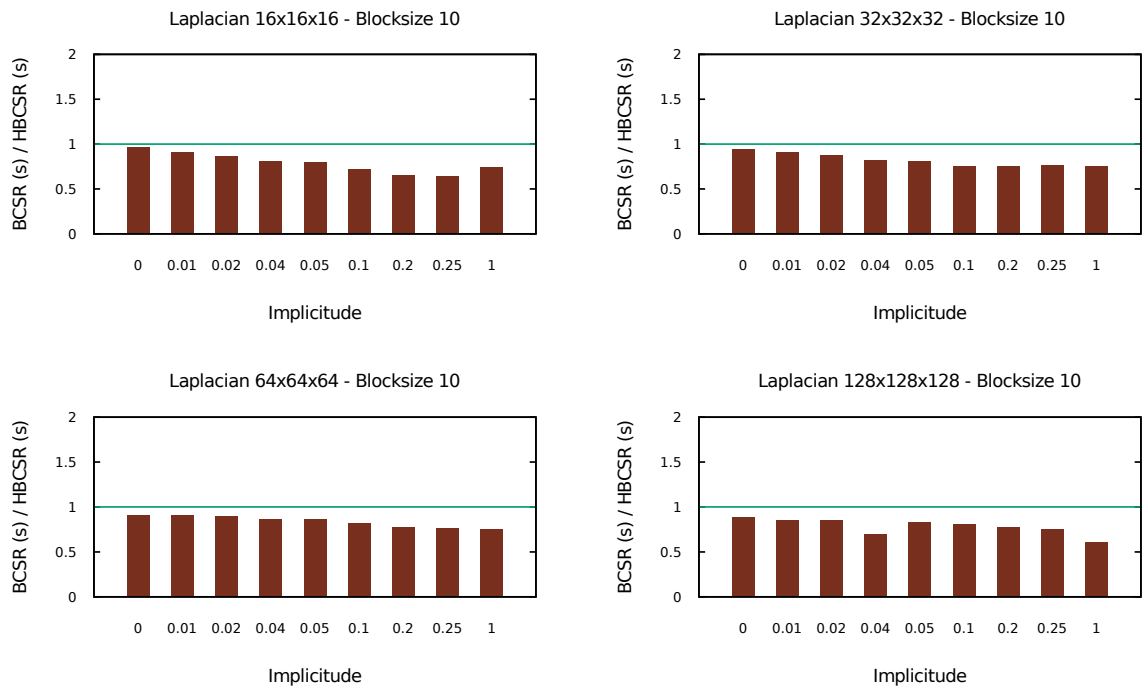 Laplacian 16x16x16 - Blocksize 10
BCSR (s) / HBCSR (s)
2
1.5
1
0.5
0
0 0.01 0.02 0.04 0.05 0.1 0.2 0.25 1
Implicitude
Laplacian 32x32x32 - Blocksize 10
BCSR (s) / HBCSR (s)
2
1.5
1
0.5
0
0 0.01 0.02 0.04 0.05 0.1 0.2 0.25 1
Implicitude
Laplacian 64x64x64 - Blocksize 10
BCSR (s) / HBCSR (s)
2
1.5
1
0.5
0
0 0.01 0.02 0.04 0.05 0.1 0.2 0.25 1
Implicitude
Laplacian 128x128x128 - Blocksize 10
BCSR (s) / HBCSR (s)
2
1.5
1
0.5
0
0 0.01 0.02 0.04 0.05 0.1 0.2 0.25 1
Implicitude